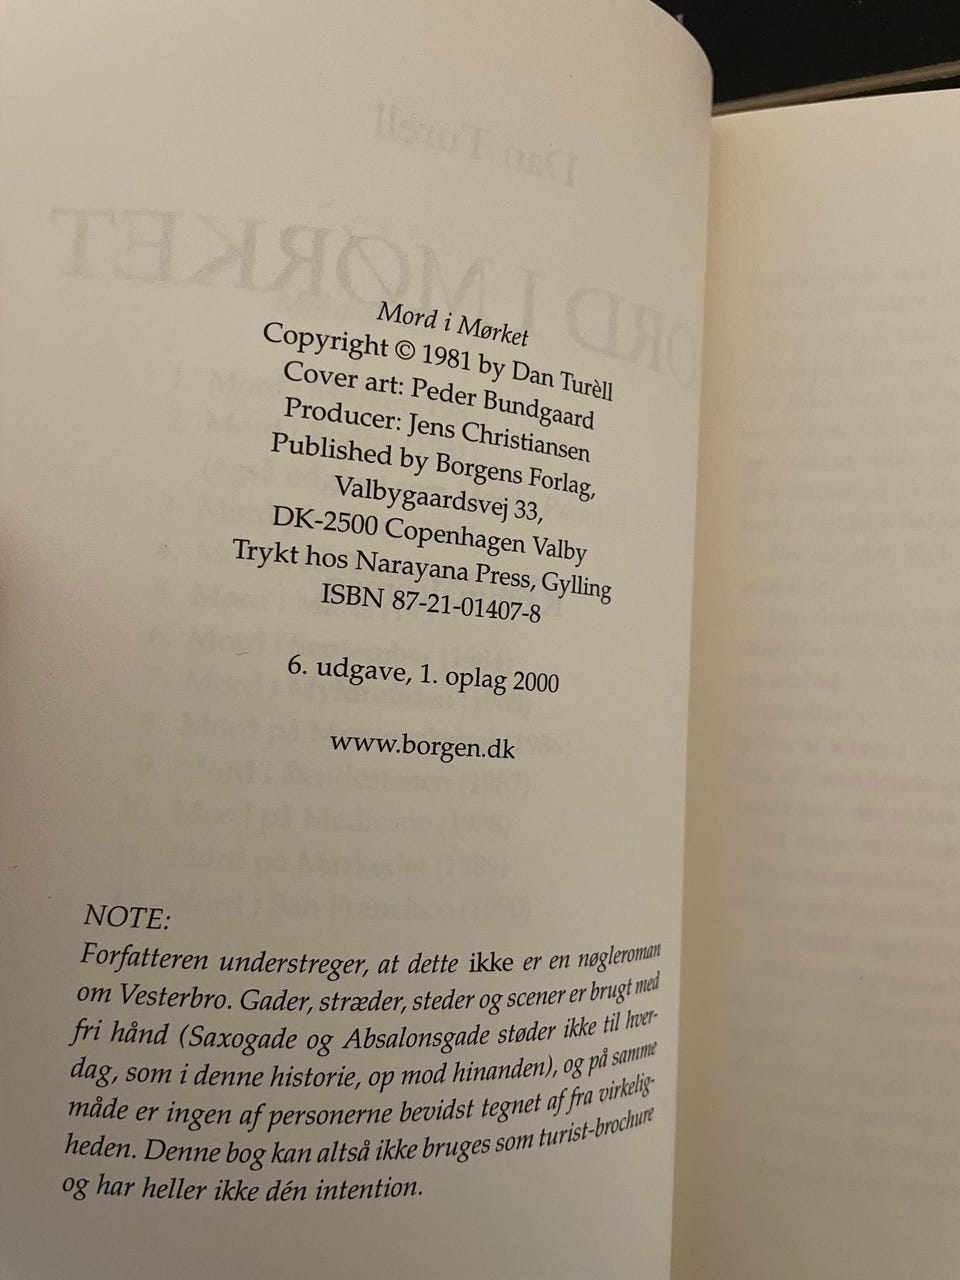 Mord i Mørket
Copyright © 1981 by Dan Turèll
Cover art: Peder Bundgaard
Producer: Jens Christiansen
Published by Borgens Forlag,
Valbygaardsvej 33,
DK-2500 Copenhagen Valby
Trykt hos Narayana Press, Gylling
ISBN 87-21-01407-8
6. udgave, 1. oplag 2000
www.borgen.dk
NOTE:
Forfatteren understreger, at dette ikke er en nøgleroman
om Vesterbro. Gader, stræder, steder og scener er brugt med
fri hånd (Saxogade og Absalonsgade støder ikke til hver-
dag, som i denne historie, op mod hinanden), og på samme
måde er ingen af personerne bevidst tegnet af fra virkelig-
heden. Denne bog kan altså ikke bruges som turist-brochure
og har heller ikke dén intention.